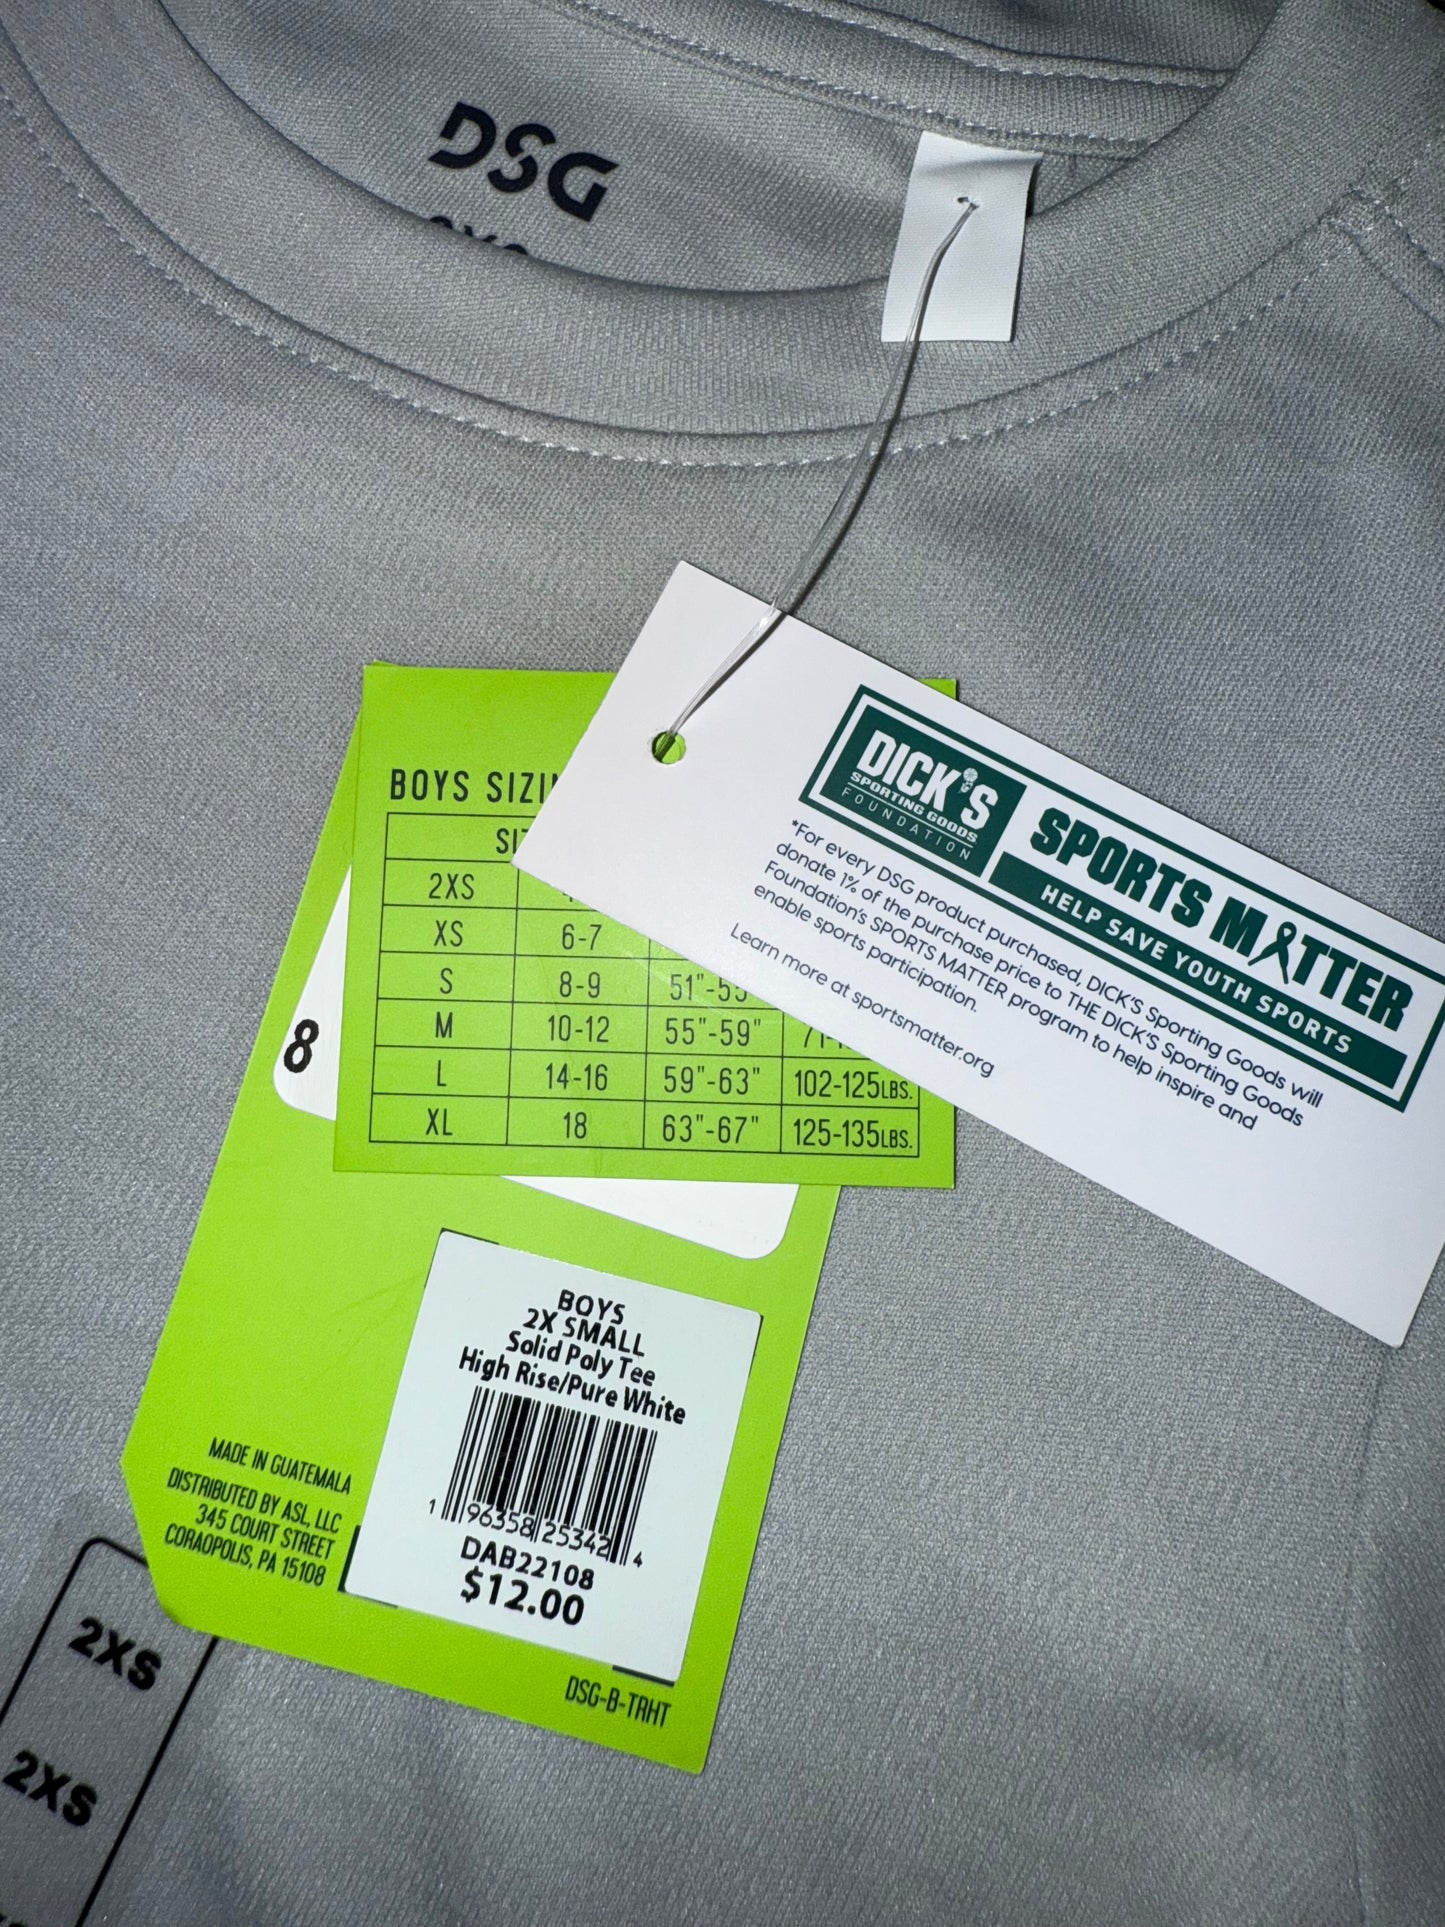 DSG
DICK'S
SPORTING GOODS
FOUNDATION
SPORTS MATTER
HELP SAVE YOUTH SPORTS
*For every DSG product purchased, DICK'S Sporting Goods will
donate 1% of the purchase price to THE DICK'S Sporting Goods
Foundation's SPORTS MATTER program to help inspire and
enable sports participation.
Learn more at sportsmatter.org
BOYS
2XS
XS 6-7
S 8-9 51"-55
M 10-12 55"-59"
L 14-16 59"-63" 102-125LBS.
XL 18 63"-67" 125-135LBS.
8
BOYS
2X SMALL
Solid Poly Tee
High Rise/Pure White
1 96358 25342 4
DAB22108
$12.00
MADE IN GUATEMALA
DISTRIBUTED BY ASL, LLC
345 COURT STREET
CORAOPOLIS, PA 15108
DSG-B-TRHT
2XS
2XS